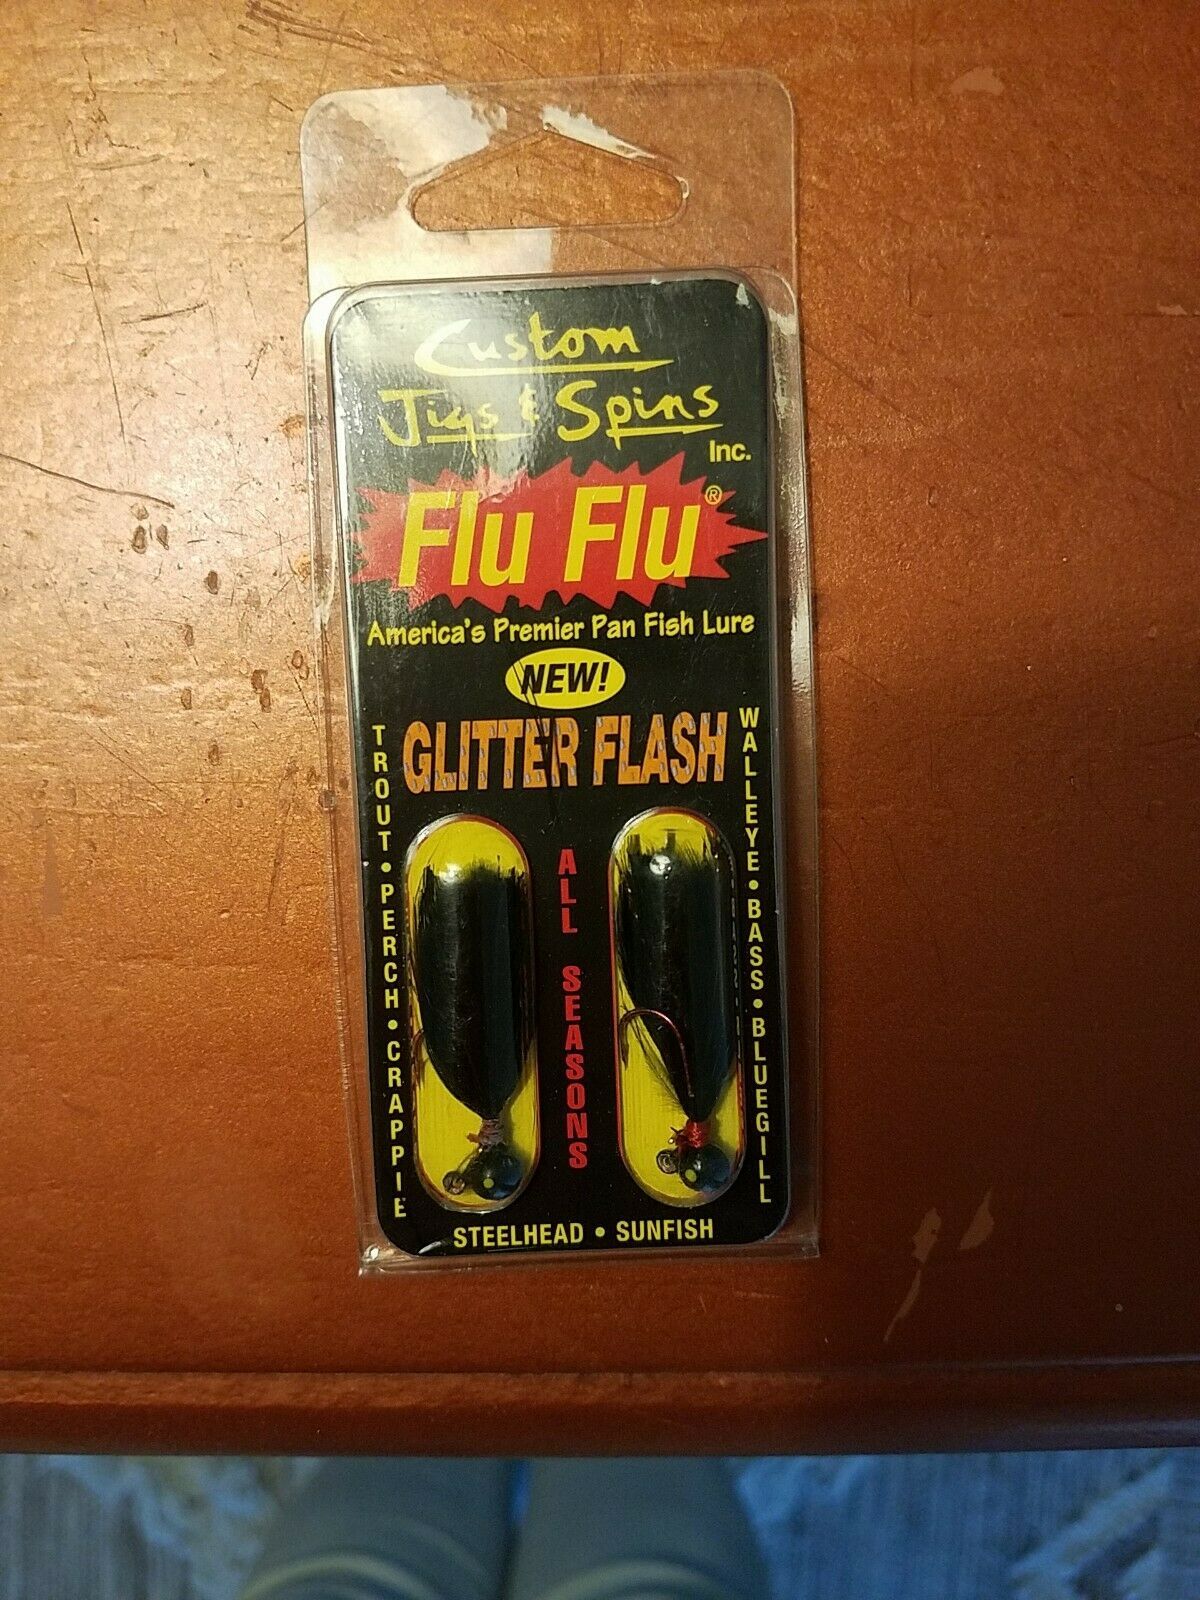 Custom
Jigs & Spins
Inc.
Flu Flu®
America's Premier Pan Fish Lure
NEW!
GLITTER FLASH
TROUT • PERCH • CRAPPIE
ALL SEASONS
WALLEYE • BASS • BLUEGILL
STEELHEAD • SUNFISH